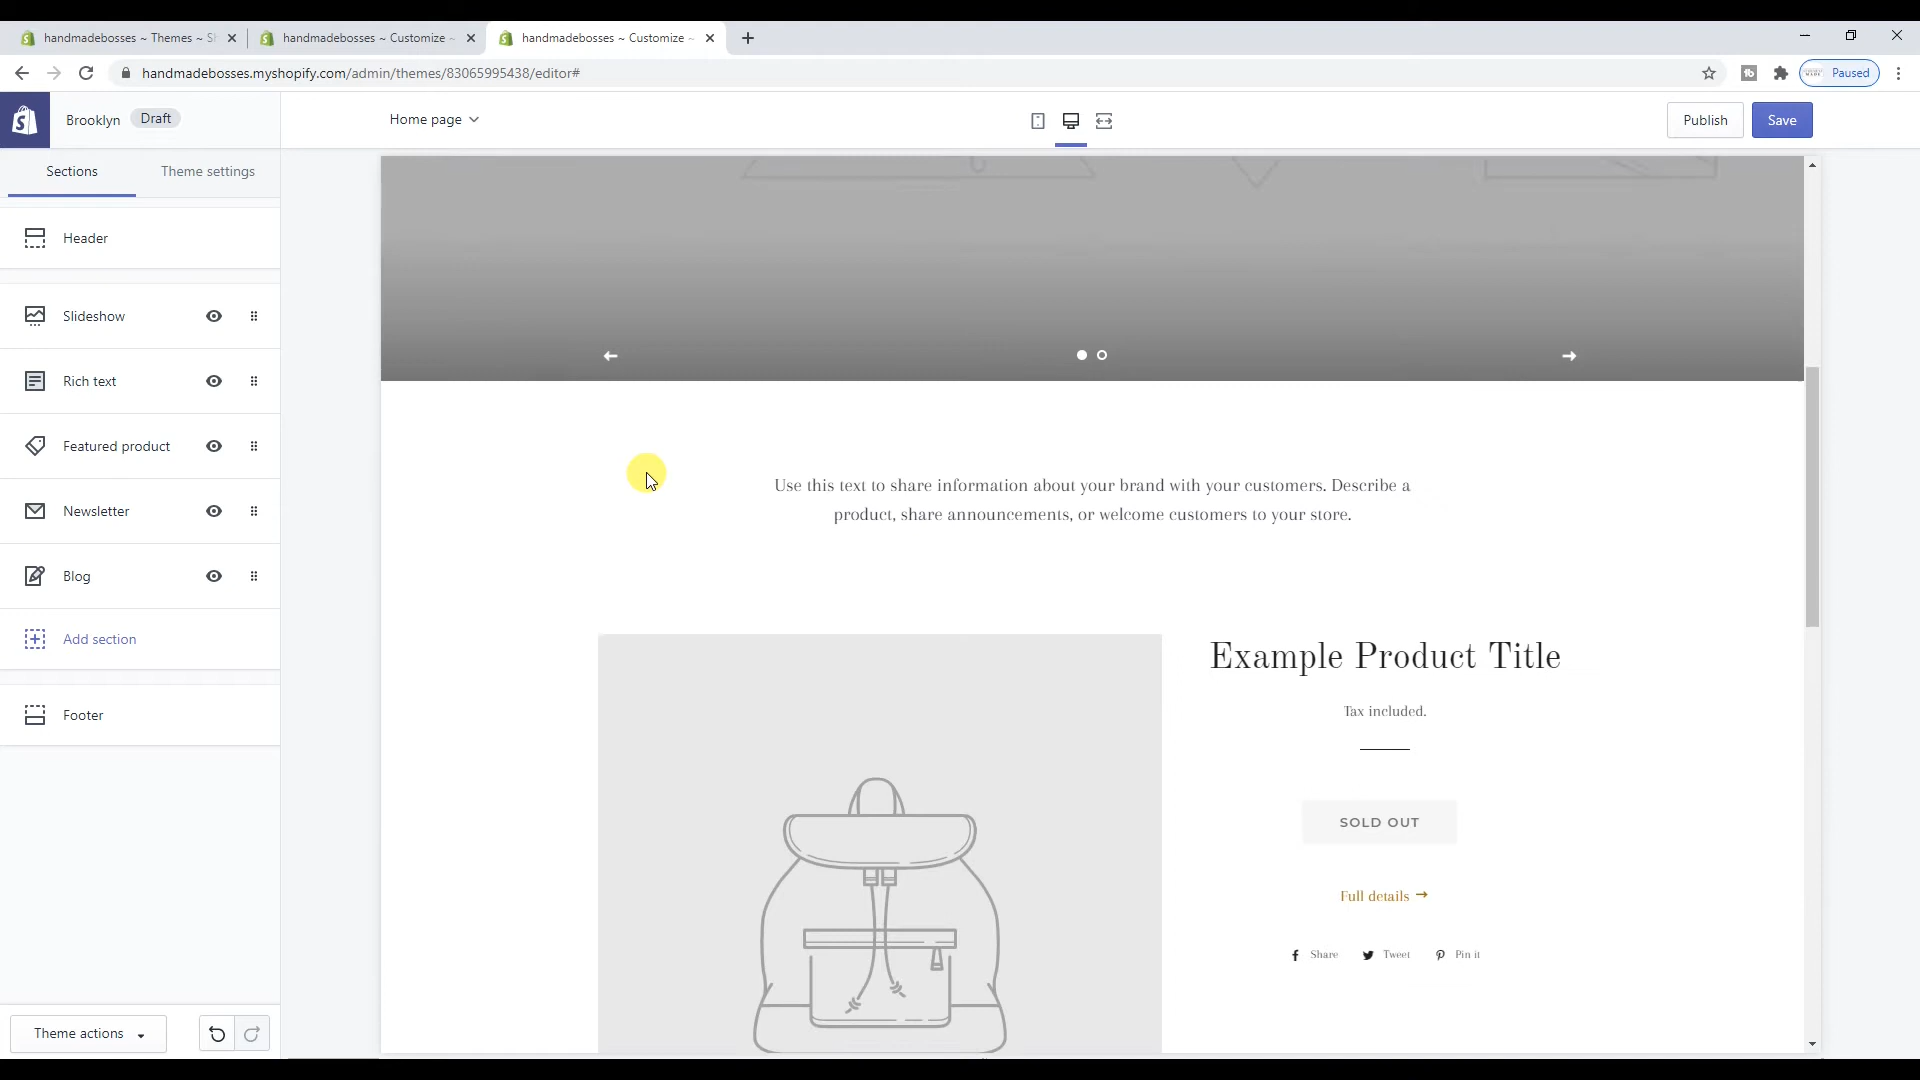 handmadebosses ~ Themes ~ S
handmadebosses ~ Customize ~
handmadebosses ~ Customize ~
handmadebosses.myshopify.com/admin/themes/83065995438/editor#
Paused
Brooklyn
Draft
Home page
Publish
Save
Sections
Theme settings
Header
Slideshow
Rich text
Featured product
Newsletter
Blog
Add section
Footer
Theme actions
Use this text to share information about your brand with your customers. Describe a
product, share announcements, or welcome customers to your store.
Example Product Title
Tax included.
SOLD OUT
Full details →
Share
Tweet
Pin it